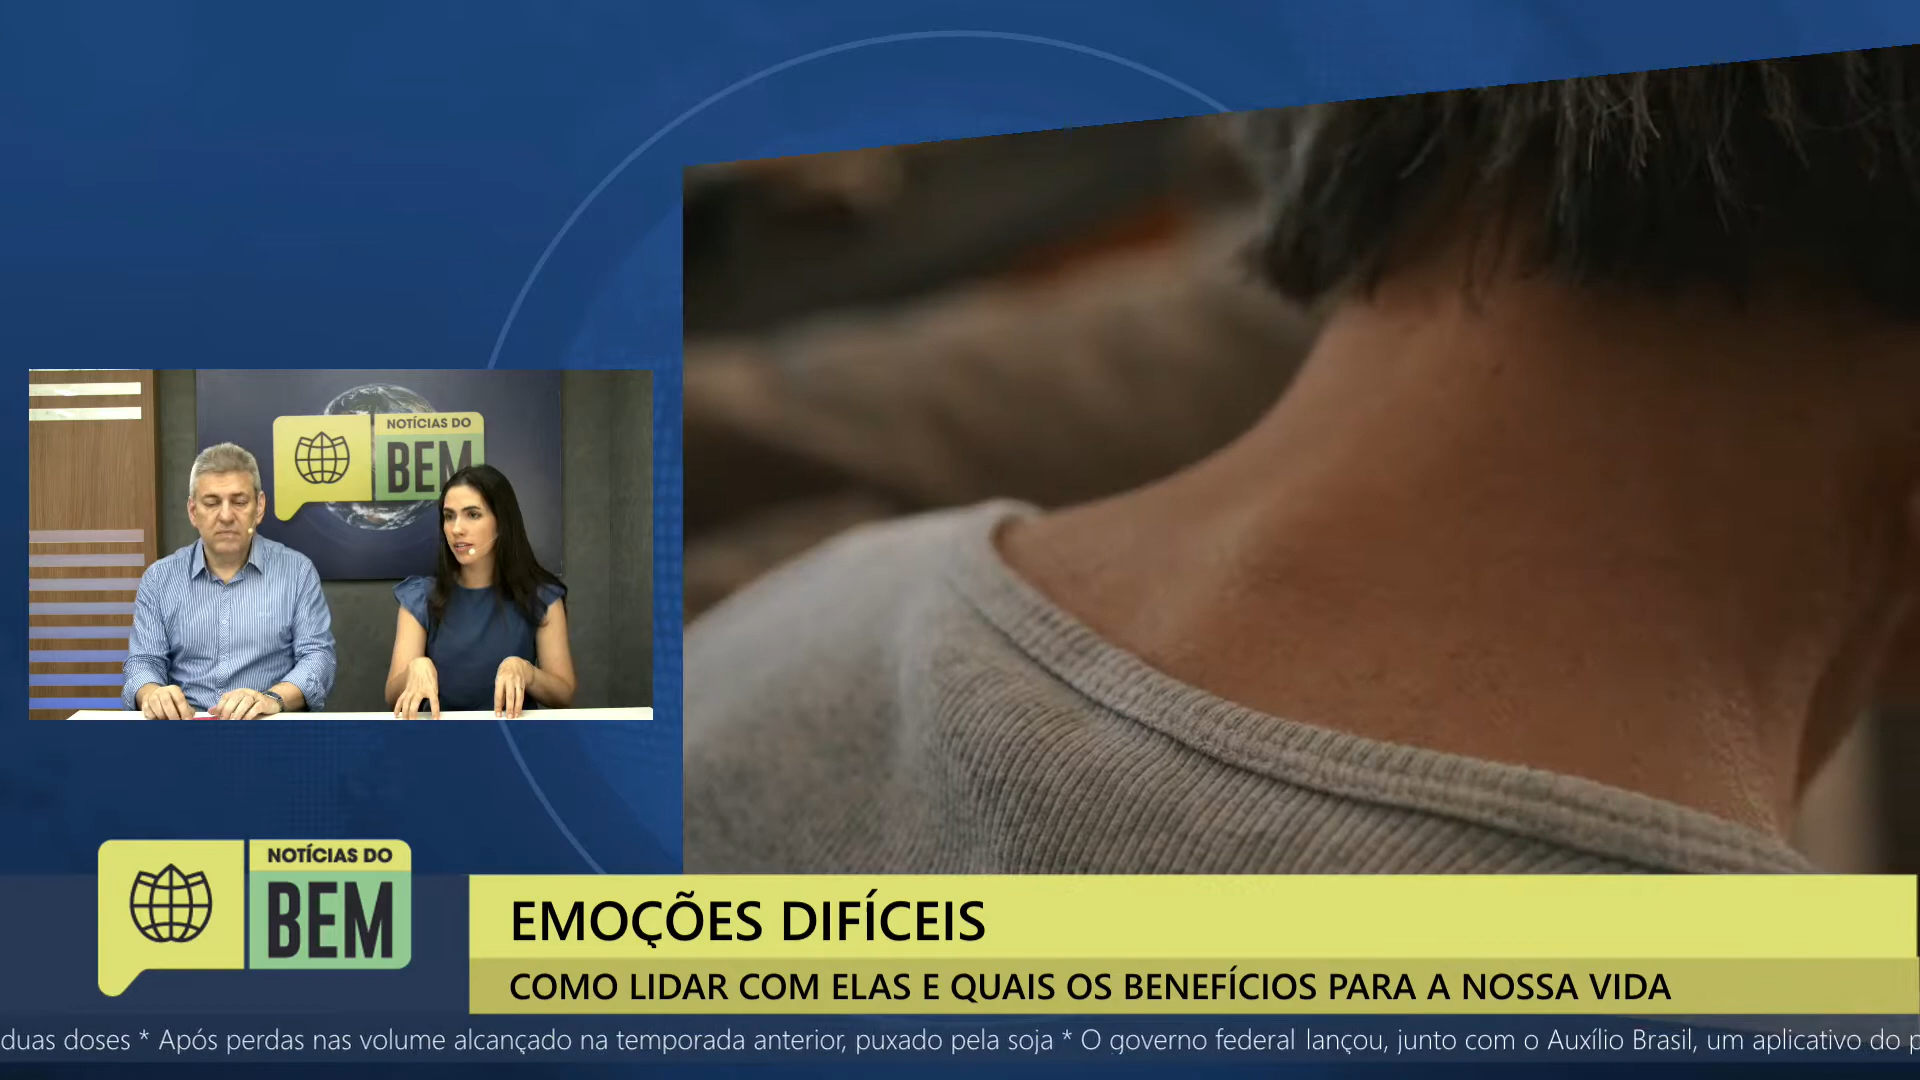 NOTÍCIAS DO
BEM
NOTÍCIAS DO
BEM
EMOÇÕES DIFÍCEIS
COMO LIDAR COM ELAS E QUAIS OS BENEFÍCIOS PARA A NOSSA VIDA
duas doses * Após perdas nas volume alcançado na temporada anterior, puxado pela soja * O governo federal lançou, junto com o Auxílio Brasil, um aplicativo do